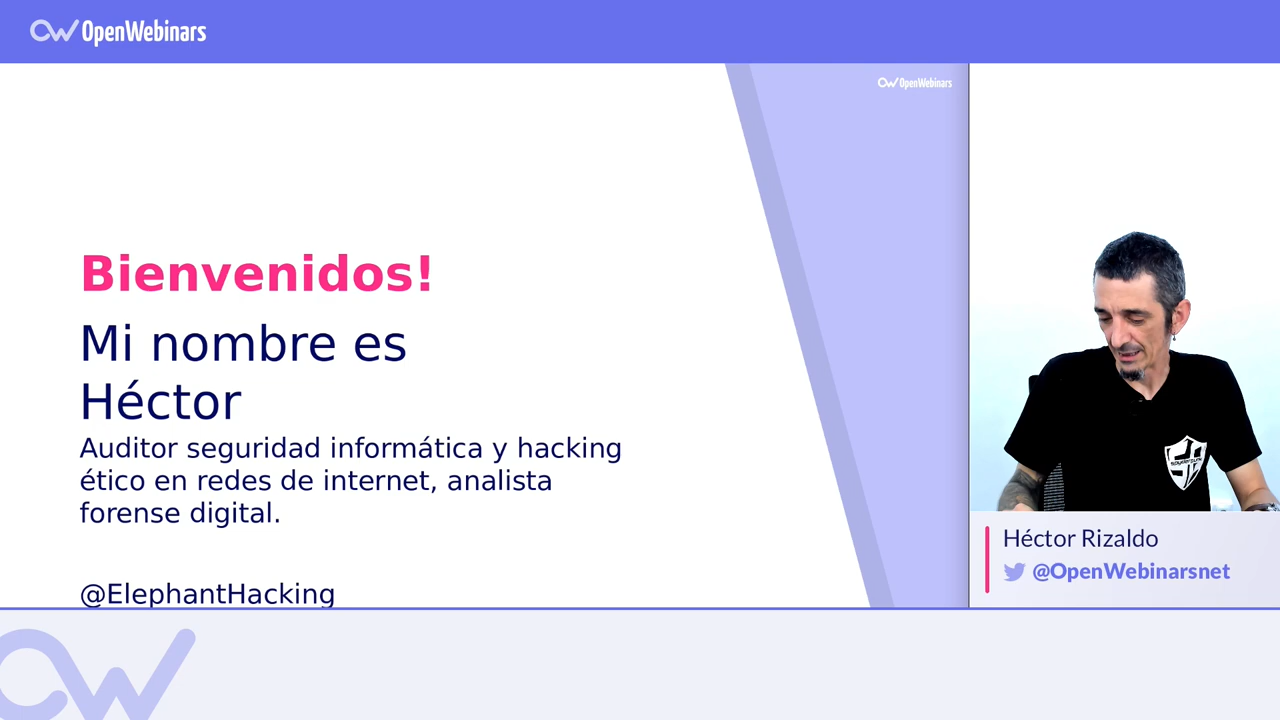 OpenWebinars
OpenWebinars
Bienvenidos!
Mi nombre es
Héctor
Auditor seguridad informática y hacking
ético en redes de internet, analista
forense digital.
@ElephantHacking
Héctor Rizaldo
@OpenWebinarsnet